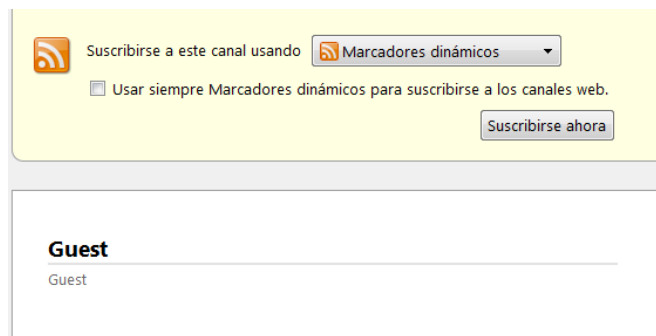 Suscribirse a este canal usando Marcadores dinámicos
Usar siempre Marcadores dinámicos para suscribirse a los canales web.
Suscribirse ahora
Guest
Guest